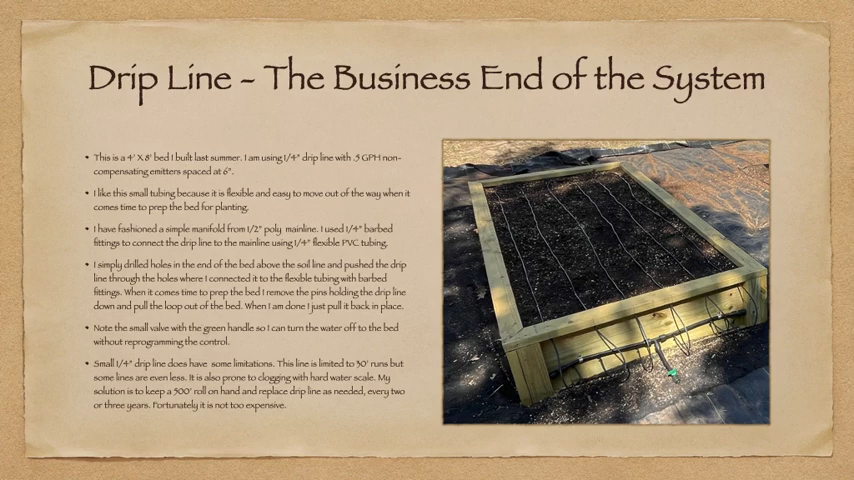 Drip Line - The Business End of the System
• This is a 4' X 8' bed I built last summer. I am using 1/4" drip line with .5 GPH non-
compensating emitters spaced at 6".
• I like this small tubing because it is flexible and easy to move out of the way when it
comes time to prep the bed for planting.
• I have fashioned a simple manifold from 1/2" poly mainline. I used 1/4" barbed
fittings to connect the drip line to the mainline using 1/4" flexible PVC tubing.
• I simply drilled holes in the end of the bed above the soil line and pushed the drip
line through the holes where I connected it to the flexible tubing with barbed
fittings. When it comes time to prep the bed I remove the pins holding the drip line
down and pull the loop out of the bed. When I am done I just pull it back in place.
• Note the small valve with the green handle so I can turn the water off to the bed
without reprogramming the control.
• Small 1/4" drip line does have some limitations. This line is limited to 30' runs but
some lines are even less. It is also prone to clogging with hard water scale. My
solution is to keep a 500' roll on hand and replace drip line as needed, every two
or three years. Fortunately it is not too expensive.